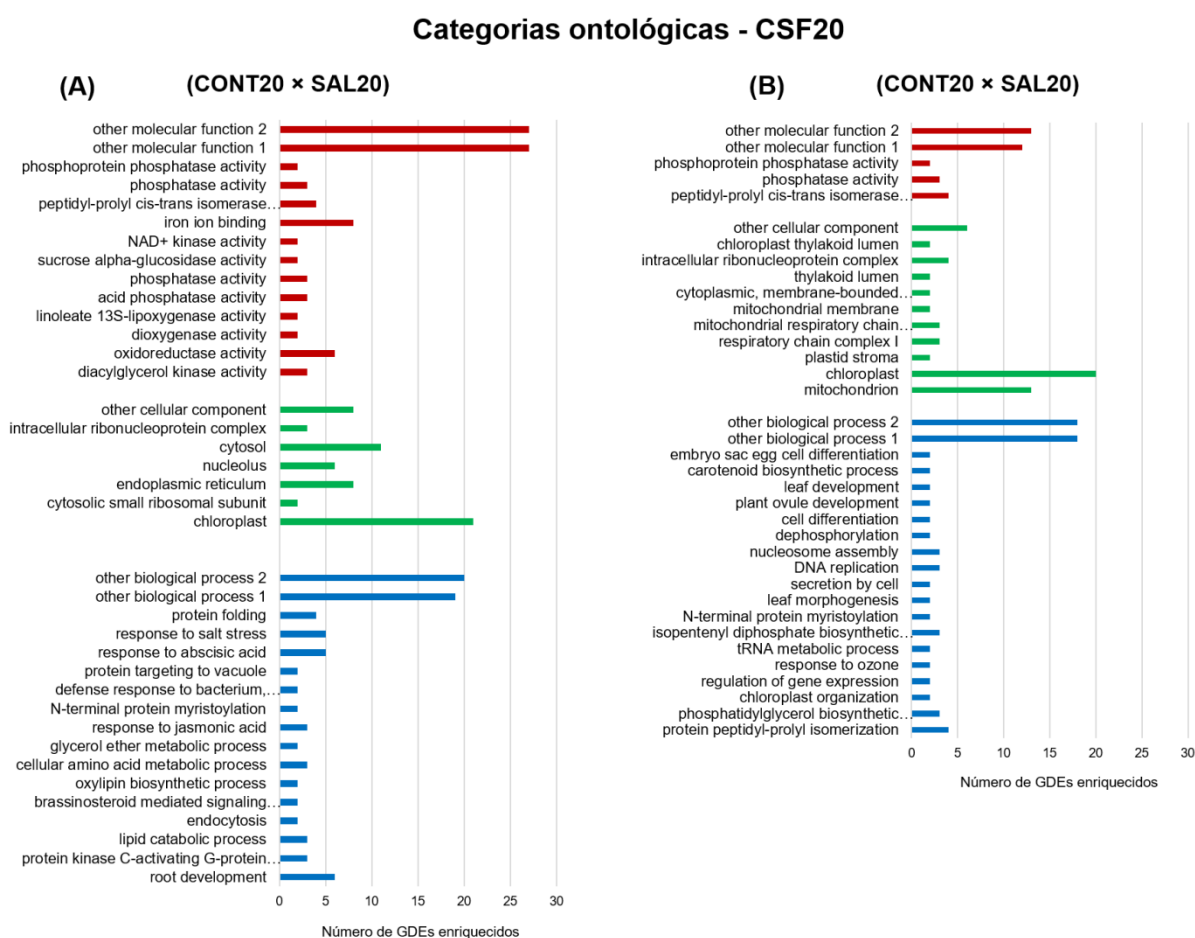 Categorias ontológicas - CSF20
(A)
(CONT20 × SAL20)
other molecular function 2
other molecular function 1
phosphoprotein phosphatase activity
phosphatase activity
peptidyl-prolyl cis-trans isomerase…
iron ion binding
NAD+ kinase activity
sucrose alpha-glucosidase activity
phosphatase activity
acid phosphatase activity
linoleate 13S-lipoxygenase activity
dioxygenase activity
oxidoreductase activity
diacylglycerol kinase activity
other cellular component
intracellular ribonucleoprotein complex
cytosol
nucleolus
endoplasmic reticulum
cytosolic small ribosomal subunit
chloroplast
other biological process 2
other biological process 1
protein folding
response to salt stress
response to abscisic acid
protein targeting to vacuole
defense response to bacterium,…
N-terminal protein myristoylation
response to jasmonic acid
glycerol ether metabolic process
cellular amino acid metabolic process
oxylipin biosynthetic process
brassinosteroid mediated signaling…
endocytosis
lipid catabolic process
protein kinase C-activating G-protein…
root development
0 5 10 15 20 25 30
Número de GDEs enriquecidos
(B)
(CONT20 × SAL20)
other molecular function 2
other molecular function 1
phosphoprotein phosphatase activity
phosphatase activity
peptidyl-prolyl cis-trans isomerase…
other cellular component
chloroplast thylakoid lumen
intracellular ribonucleoprotein complex
thylakoid lumen
cytoplasmic, membrane-bounded…
mitochondrial membrane
mitochondrial respiratory chain…
respiratory chain complex I
plastid stroma
chloroplast
mitochondrion
other biological process 2
other biological process 1
embryo sac egg cell differentiation
carotenoid biosynthetic process
leaf development
plant ovule development
cell differentiation
dephosphorylation
nucleosome assembly
DNA replication
secretion by cell
leaf morphogenesis
N-terminal protein myristoylation
isopentenyl diphosphate biosynthetic…
tRNA metabolic process
response to ozone
regulation of gene expression
chloroplast organization
phosphatidylglycerol biosynthetic…
protein peptidyl-prolyl isomerization
0 5 10 15 20 25 30
Número de GDEs enriquecidos